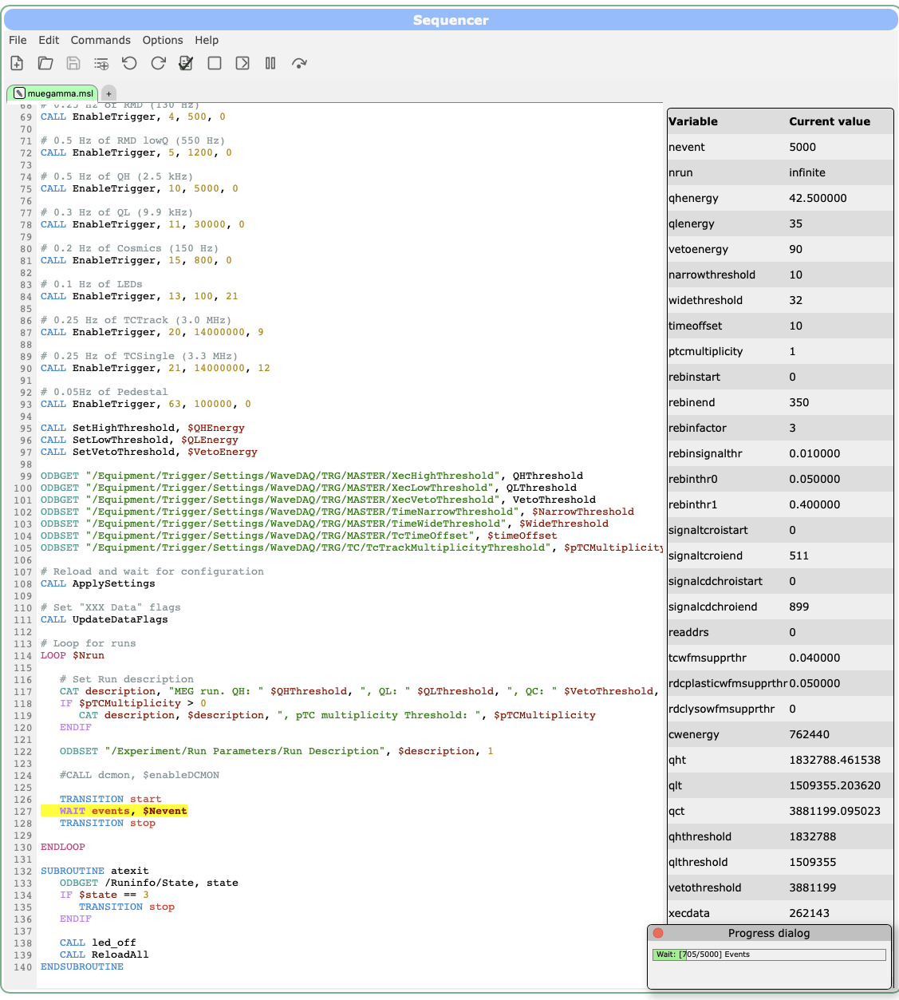 Sequencer
File Edit Commands Options Help
muegamma.msl +
68 # 0.25 Hz of RMD (130 Hz)
69 CALL EnableTrigger, 4, 500, 0
70
71 # 0.5 Hz of RMD lowQ (550 Hz)
72 CALL EnableTrigger, 5, 1200, 0
73
74 # 0.5 Hz of QH (2.5 kHz)
75 CALL EnableTrigger, 10, 5000, 0
76
77 # 0.3 Hz of QL (9.9 kHz)
78 CALL EnableTrigger, 11, 30000, 0
79
80 # 0.2 Hz of Cosmics (150 Hz)
81 CALL EnableTrigger, 15, 800, 0
82
83 # 0.1 Hz of LEDs
84 CALL EnableTrigger, 13, 100, 21
85
86 # 0.25 Hz of TCTrack (3.0 MHz)
87 CALL EnableTrigger, 20, 14000000, 9
88
89 # 0.25 Hz of TCSingle (3.3 MHz)
90 CALL EnableTrigger, 21, 14000000, 12
91
92 # 0.05Hz of Pedestal
93 CALL EnableTrigger, 63, 100000, 0
94
95 CALL SetHighThreshold, $QHEnergy
96 CALL SetLowThreshold, $QLEnergy
97 CALL SetVetoThreshold, $VetoEnergy
98
99 ODBGET "/Equipment/Trigger/Settings/WaveDAQ/TRG/MASTER/XecHighThreshold", QHThreshold
100 ODBGET "/Equipment/Trigger/Settings/WaveDAQ/TRG/MASTER/XecLowThreshold", QLThreshold
101 ODBGET "/Equipment/Trigger/Settings/WaveDAQ/TRG/MASTER/XecVetoThreshold", VetoThreshold
102 ODBSET "/Equipment/Trigger/Settings/WaveDAQ/TRG/MASTER/TimeNarrowThreshold", $NarrowThreshold
103 ODBSET "/Equipment/Trigger/Settings/WaveDAQ/TRG/MASTER/TimeWideThreshold", $WideThreshold
104 ODBSET "/Equipment/Trigger/Settings/WaveDAQ/TRG/MASTER/TcTimeOffset", $timeOffset
105 ODBSET "/Equipment/Trigger/Settings/WaveDAQ/TRG/TC/TcTrackMultiplicityThreshold", $pTCMultiplicity
106
107 # Reload and wait for configuration
108 CALL ApplySettings
109
110 # Set "XXX Data" flags
111 CALL UpdateDataFlags
112
113 # Loop for runs
114 LOOP $Nrun
115
116 # Set Run description
117 CAT description, "MEG run. QH: " $QHThreshold, ", QL: " $QLThreshold, ", QC: " $VetoThreshold,
118 IF $pTCMultiplicity > 0
119 CAT description, $description, ", pTC multiplicity Threshold: ", $pTCMultiplicity
120 ENDIF
121
122 ODBSET "/Experiment/Run Parameters/Run Description", $description, 1
123
124 #CALL dcmon, $enableDCMON
125
126 TRANSITION start
127 WAIT events, $Nevent
128 TRANSITION stop
129
130 ENDLOOP
131
132 SUBROUTINE atexit
133 ODBGET /Runinfo/State, state
134 IF $state == 3
135 TRANSITION stop
136 ENDIF
137
138 CALL led_off
139 CALL ReloadAll
140 ENDSUBROUTINE
Variable Current value
nevent 5000
nrun infinite
qhenergy 42.500000
qlenergy 35
vetoenergy 90
narrowthreshold 10
widethreshold 32
timeoffset 10
ptcmultiplicity 1
rebinstart 0
rebinend 350
rebinfactor 3
rebinsignalthr 0.010000
rebinthr0 0.050000
rebinthr1 0.400000
signaltcroistart 0
signaltcroiend 511
signalcdchroistart 0
signalcdchroiend 899
readdrs 0
tcwfmsupprthr 0.040000
rdcplasticwfmsupprthr 0.050000
rdclysowfmsupprthr 0
cwenergy 762440
qht 1832788.461538
qlt 1509355.203620
qct 3881199.095023
qhthreshold 1832788
qlthreshold 1509355
vetothreshold 3881199
xecdata 262143
Progress dialog
Wait: [705/5000] Events